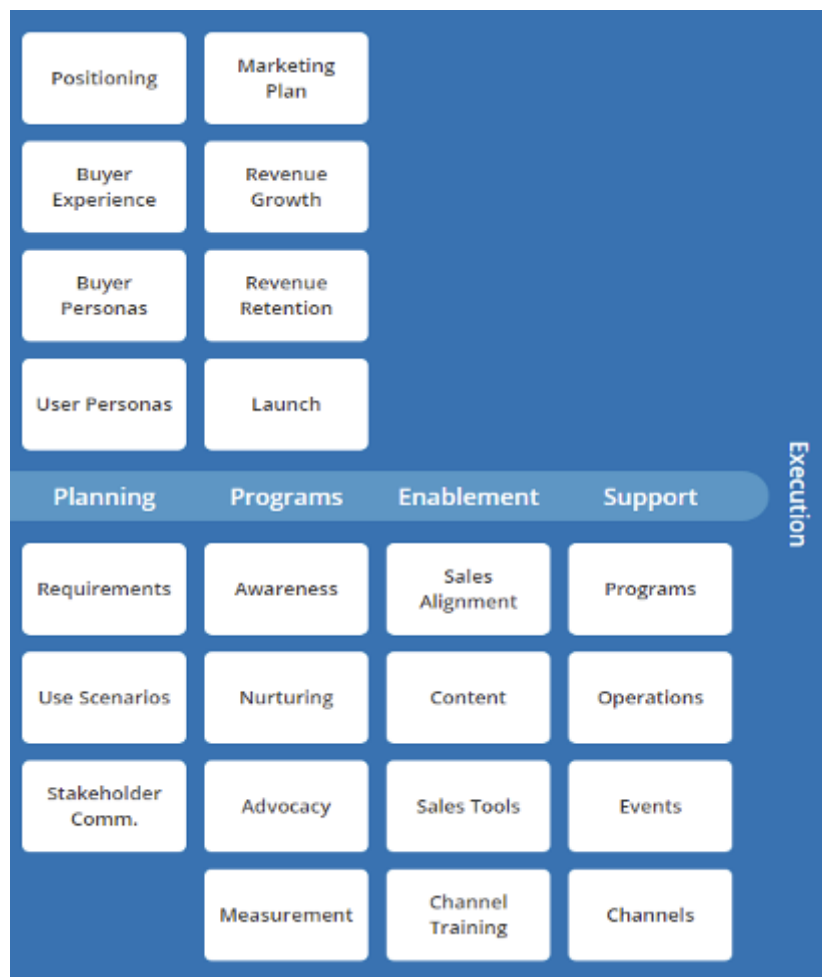 Positioning
Marketing
Plan
Buyer
Experience
Revenue
Growth
Buyer
Personas
Revenue
Retention
User Personas
Launch
Execution
Planning
Programs
Enablement
Support
Requirements
Awareness
Sales
Alignment
Programs
Use Scenarios
Nurturing
Content
Operations
Stakeholder
Comm.
Advocacy
Sales Tools
Events
Measurement
Channel
Training
Channels